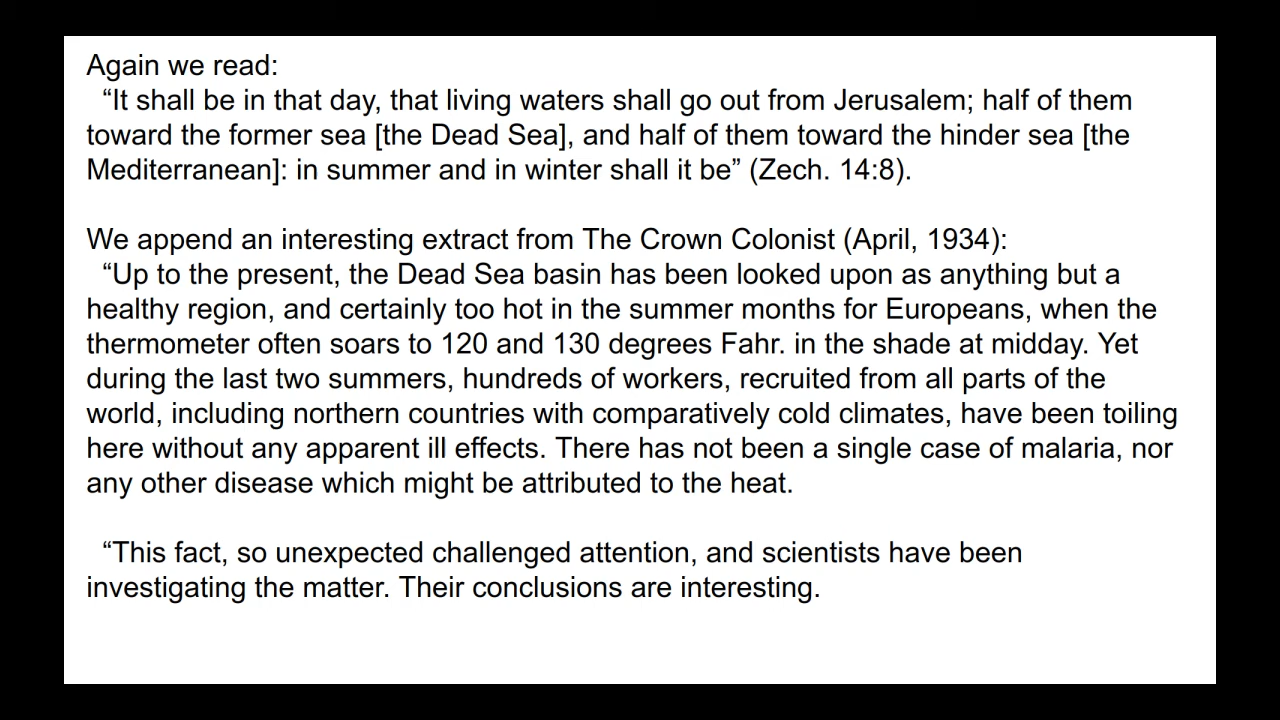 Again we read:
“It shall be in that day, that living waters shall go out from Jerusalem; half of them
toward the former sea [the Dead Sea], and half of them toward the hinder sea [the
Mediterranean]: in summer and in winter shall it be” (Zech. 14:8).
We append an interesting extract from The Crown Colonist (April, 1934):
“Up to the present, the Dead Sea basin has been looked upon as anything but a
healthy region, and certainly too hot in the summer months for Europeans, when the
thermometer often soars to 120 and 130 degrees Fahr. in the shade at midday. Yet
during the last two summers, hundreds of workers, recruited from all parts of the
world, including northern countries with comparatively cold climates, have been toiling
here without any apparent ill effects. There has not been a single case of malaria, nor
any other disease which might be attributed to the heat.
“This fact, so unexpected challenged attention, and scientists have been
investigating the matter. Their conclusions are interesting.